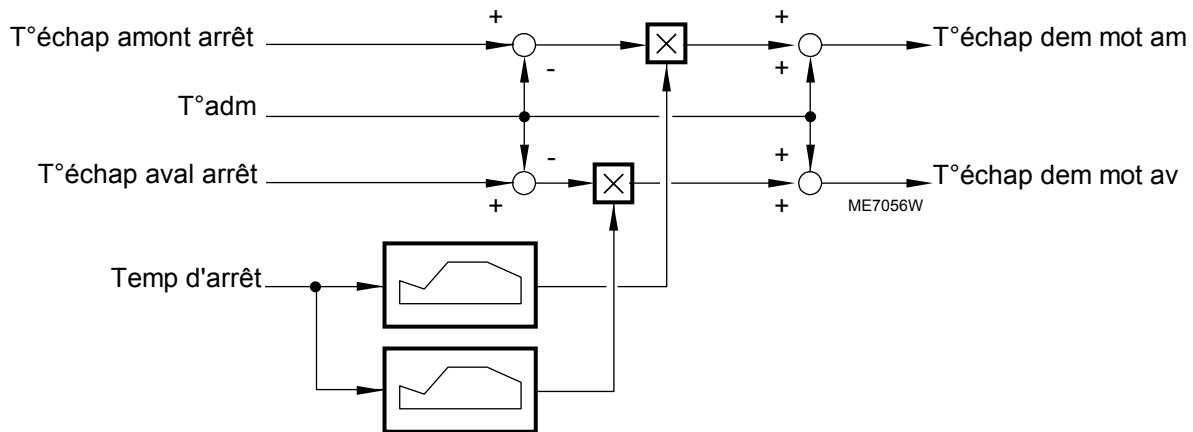 + +
T°échap amont arrêt T°échap dem mot am
- +
T°adm
- +
T°échap aval arrêt T°échap dem mot av
+ + ME7056W
Temp d'arrêt